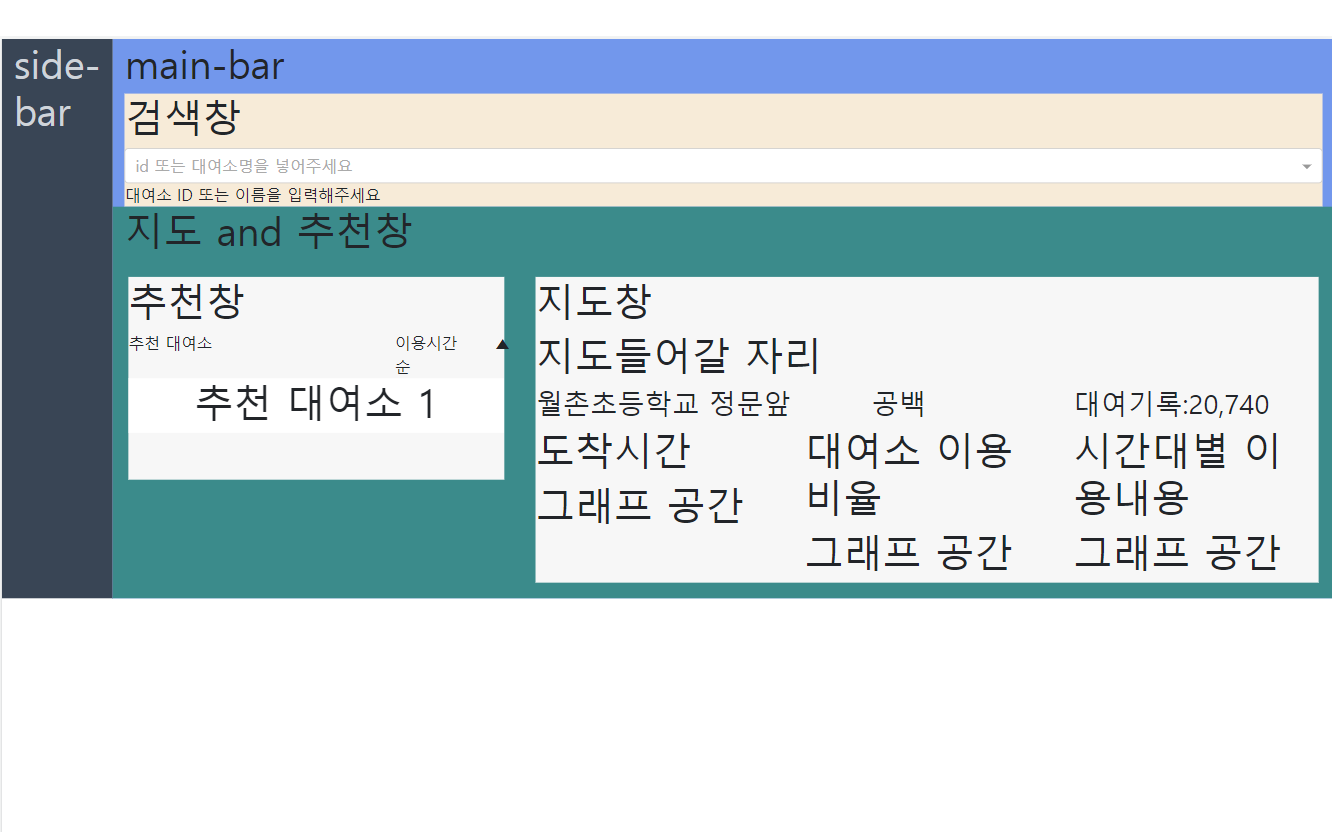 side-
bar
main-bar
검색창
id 또는 대여소명을 넣어주세요
대여소 ID 또는 이름을 입력해주세요
지도 and 추천창
추천창
추천 대여소
이용시간
순
▲
추천 대여소 1
지도창
지도들어갈 자리
월촌초등학교 정문앞
공백
대여기록:20,740
도착시간
그래프 공간
대여소 이용
비율
그래프 공간
시간대별 이
용내용
그래프 공간